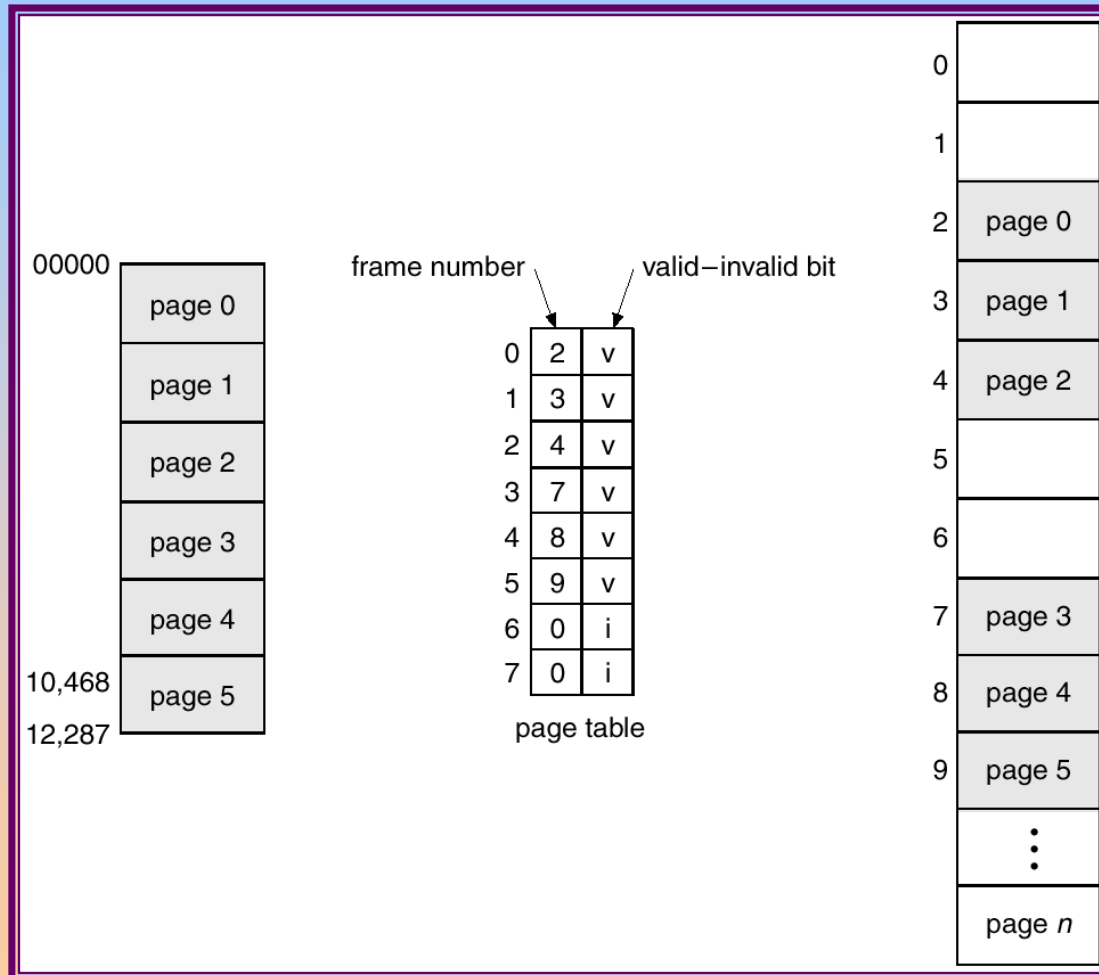 00000
page 0
page 1
page 2
page 3
page 4
10,468
page 5
12,287
frame number
valid–invalid bit
0 2 v
1 3 v
2 4 v
3 7 v
4 8 v
5 9 v
6 0 i
7 0 i
page table
0
1
2 page 0
3 page 1
4 page 2
5
6
7 page 3
8 page 4
9 page 5
⋮
page n